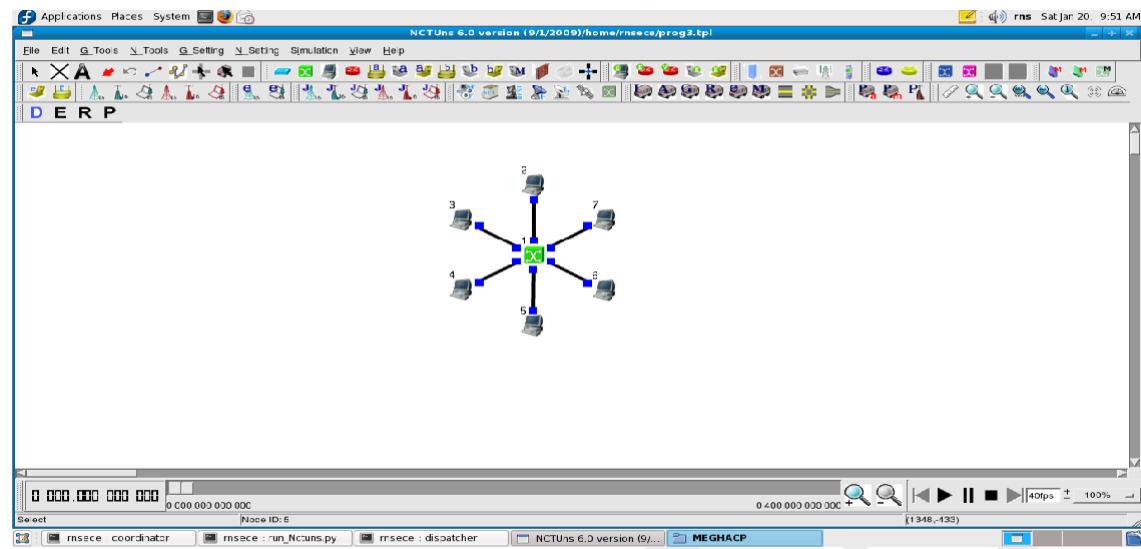 Applications Places System rns Sat Jan 20, 9:51 AM
NCTUns 6.0 version (9/1/2009)/home/rnsece/prog3.tpl
File Edit G_Tools N_Tools G_Setting N_Setting Simulation View Help
D E R P
2
3 7
1
4
5
0 000.000 000 000
0 000 000 000 000 0 400 000 000 000 40fps 100%
Select Node ID: 5 (1348,-133)
rnsece coordinator rnsece : run_Nctuns.py rnsece : dispatcher NCTUns 6.0 version (9/... MEGHACP